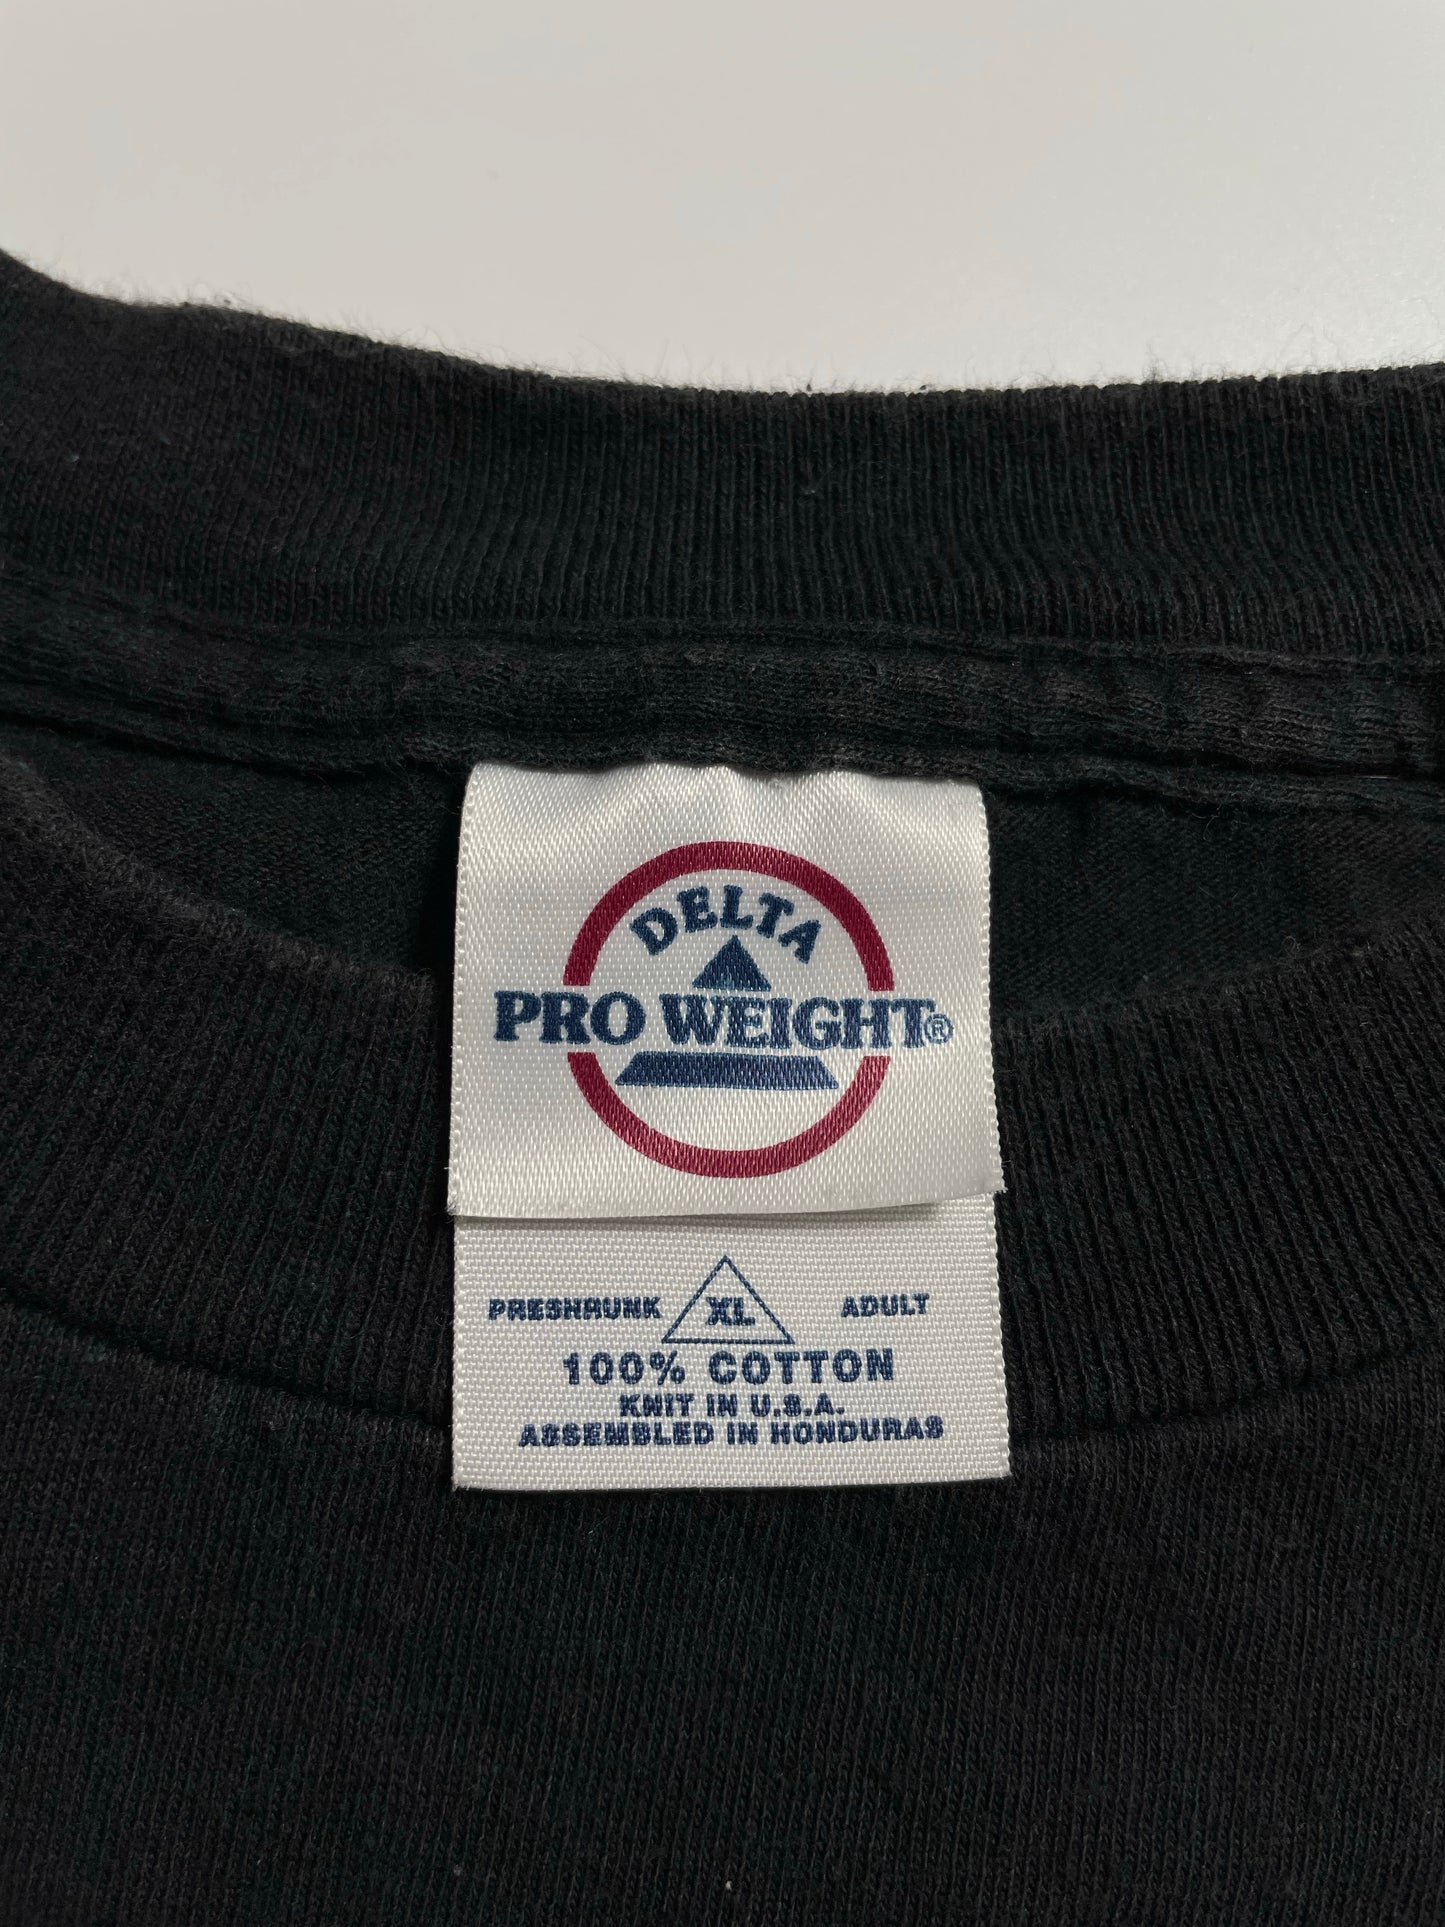 DELTA
PRO WEIGHT®
PRESHRUNK XL ADULT
100% COTTON
KNIT IN U.S.A.
ASSEMBLED IN HONDURAS